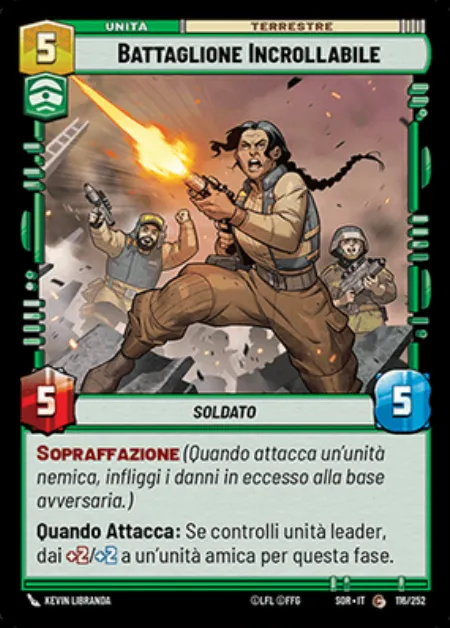 UNITÀ
TERRESTRE
5
BATTAGLIONE INCROLLABILE
5
SOLDATO
5
SOPRAFFAZIONE (Quando attacca un'unità
nemica, infliggi i danni in eccesso alla base
avversaria.)
Quando Attacca: Se controlli unità leader,
dai +2/+2 a un'unità amica per questa fase.
KEVIN LIBRANDA
©LFL ©FFG
SOR•IT
C
116/252